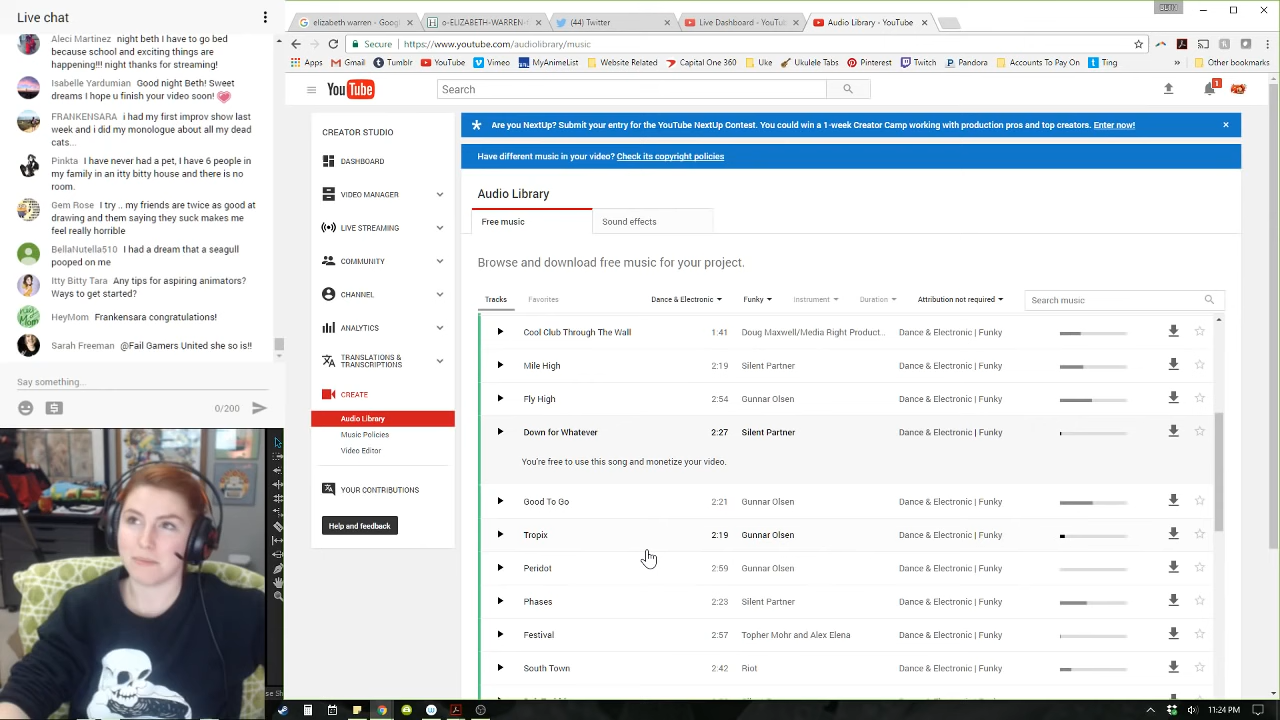 Live chat
Aleci Martinez night beth i have to go bed
because school and exciting things are
happening!!! night thanks for streaming!
Isabelle Yardumian Good night Beth! Sweet
dreams I hope u finish your video soon!
FRANKENSARA i had my first improv show last
week and i did my monologue about all my dead
cats...
Pinkta I have never had a pet, I have 6 people in
my family in an itty bitty house and there is no
room.
Gem Rose I try .. my friends are twice as good at
drawing and them saying they suck makes me
feel really horrible
BellaNutella510 I had a dream that a seagull
pooped on me
Itty Bitty Tara Any tips for aspiring animators?
Ways to get started?
HeyMom Frankensara congratulations!
Sarah Freeman @Fail Gamers United she so is!!
Say something...
0/200
elizabeth warren - Goog
o-ELIZABETH-WARREN-f
(44) Twitter
Live Dashboard - YouTub
Audio Library - YouTube
Secure https://www.youtube.com/audiolibrary/music
Apps Gmail Tumblr YouTube Vimeo MyAnimeList Website Related Capital One 360 Uke Ukulele Tabs Pinterest Twitch Pandora Accounts To Pay On Ting » Other bookmarks
YouTube
Search
1
CREATOR STUDIO
DASHBOARD
VIDEO MANAGER
LIVE STREAMING
COMMUNITY
CHANNEL
ANALYTICS
TRANSLATIONS &
TRANSCRIPTIONS
CREATE
Audio Library
Music Policies
Video Editor
YOUR CONTRIBUTIONS
Help and feedback
Are you NextUp? Submit your entry for the YouTube NextUp Contest. You could win a 1-week Creator Camp working with production pros and top creators. Enter now!
Have different music in your video? Check its copyright policies
Audio Library
Free music Sound effects
Browse and download free music for your project.
Tracks Favorites Dance & Electronic Funky Instrument Duration Attribution not required Search music
Cool Club Through The Wall 1:41 Doug Maxwell/Media Right Product... Dance & Electronic | Funky
Mile High 2:19 Silent Partner Dance & Electronic | Funky
Fly High 2:54 Gunnar Olsen Dance & Electronic | Funky
Down for Whatever 2:27 Silent Partner Dance & Electronic | Funky
You're free to use this song and monetize your video.
Good To Go 2:21 Gunnar Olsen Dance & Electronic | Funky
Tropix 2:19 Gunnar Olsen Dance & Electronic | Funky
Peridot 2:59 Gunnar Olsen Dance & Electronic | Funky
Phases 2:23 Silent Partner Dance & Electronic | Funky
Festival 2:57 Topher Mohr and Alex Elena Dance & Electronic | Funky
South Town 2:42 Riot Dance & Electronic | Funky
11:24 PM